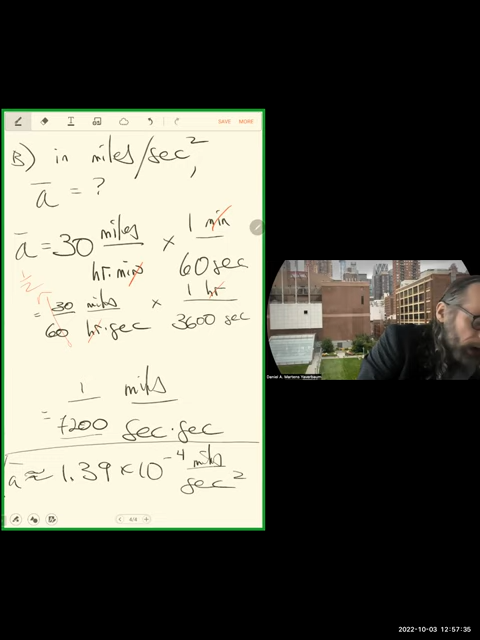 SAVE MORE
B) in miles/sec²,
a̅ = ?
a̅ = 30 miles/hr·min × 1 min/60 sec
1/2
= 30/60 miles/hr·sec × 1 hr/3600 sec
= 1/7200 miles/sec·sec
a̅ ≈ 1.39 × 10⁻⁴ miles/sec²
4/4
Daniel A. Martens Yaverbaum
2022-10-03 12:57:35